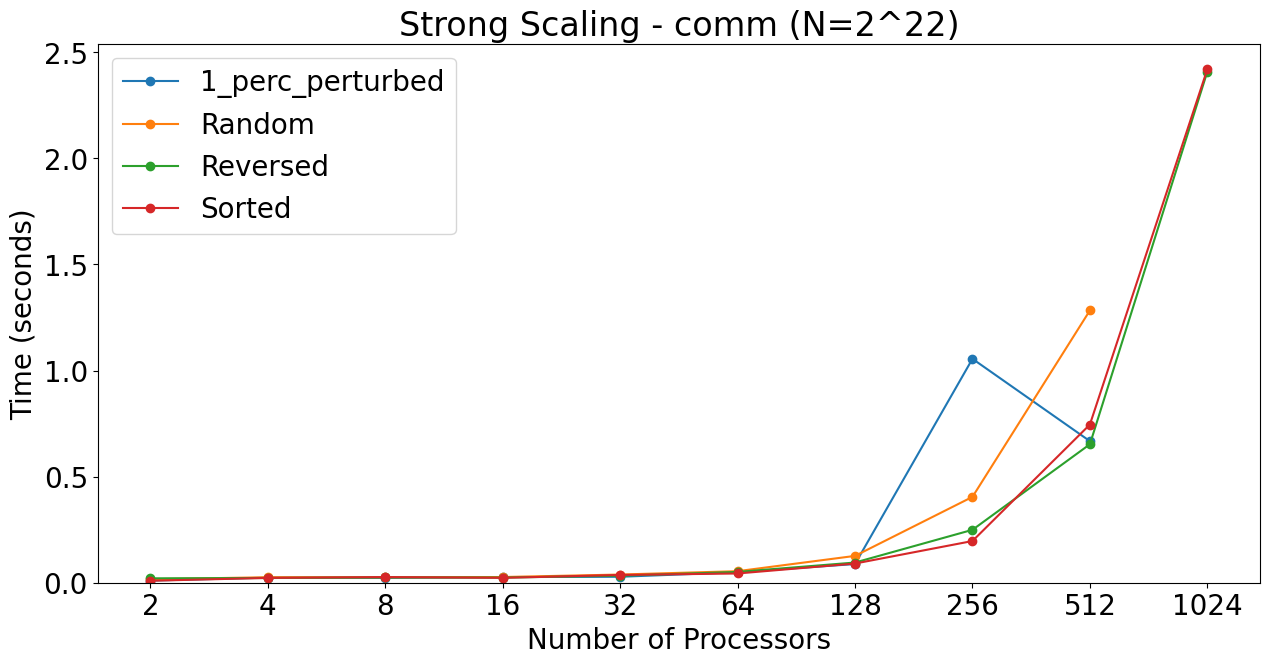 Strong Scaling - comm (N=2^22)
1_perc_perturbed
Random
Reversed
Sorted
Time (seconds)
2.5
2.0
1.5
1.0
0.5
0.0
2 4 8 16 32 64 128 256 512 1024
Number of Processors